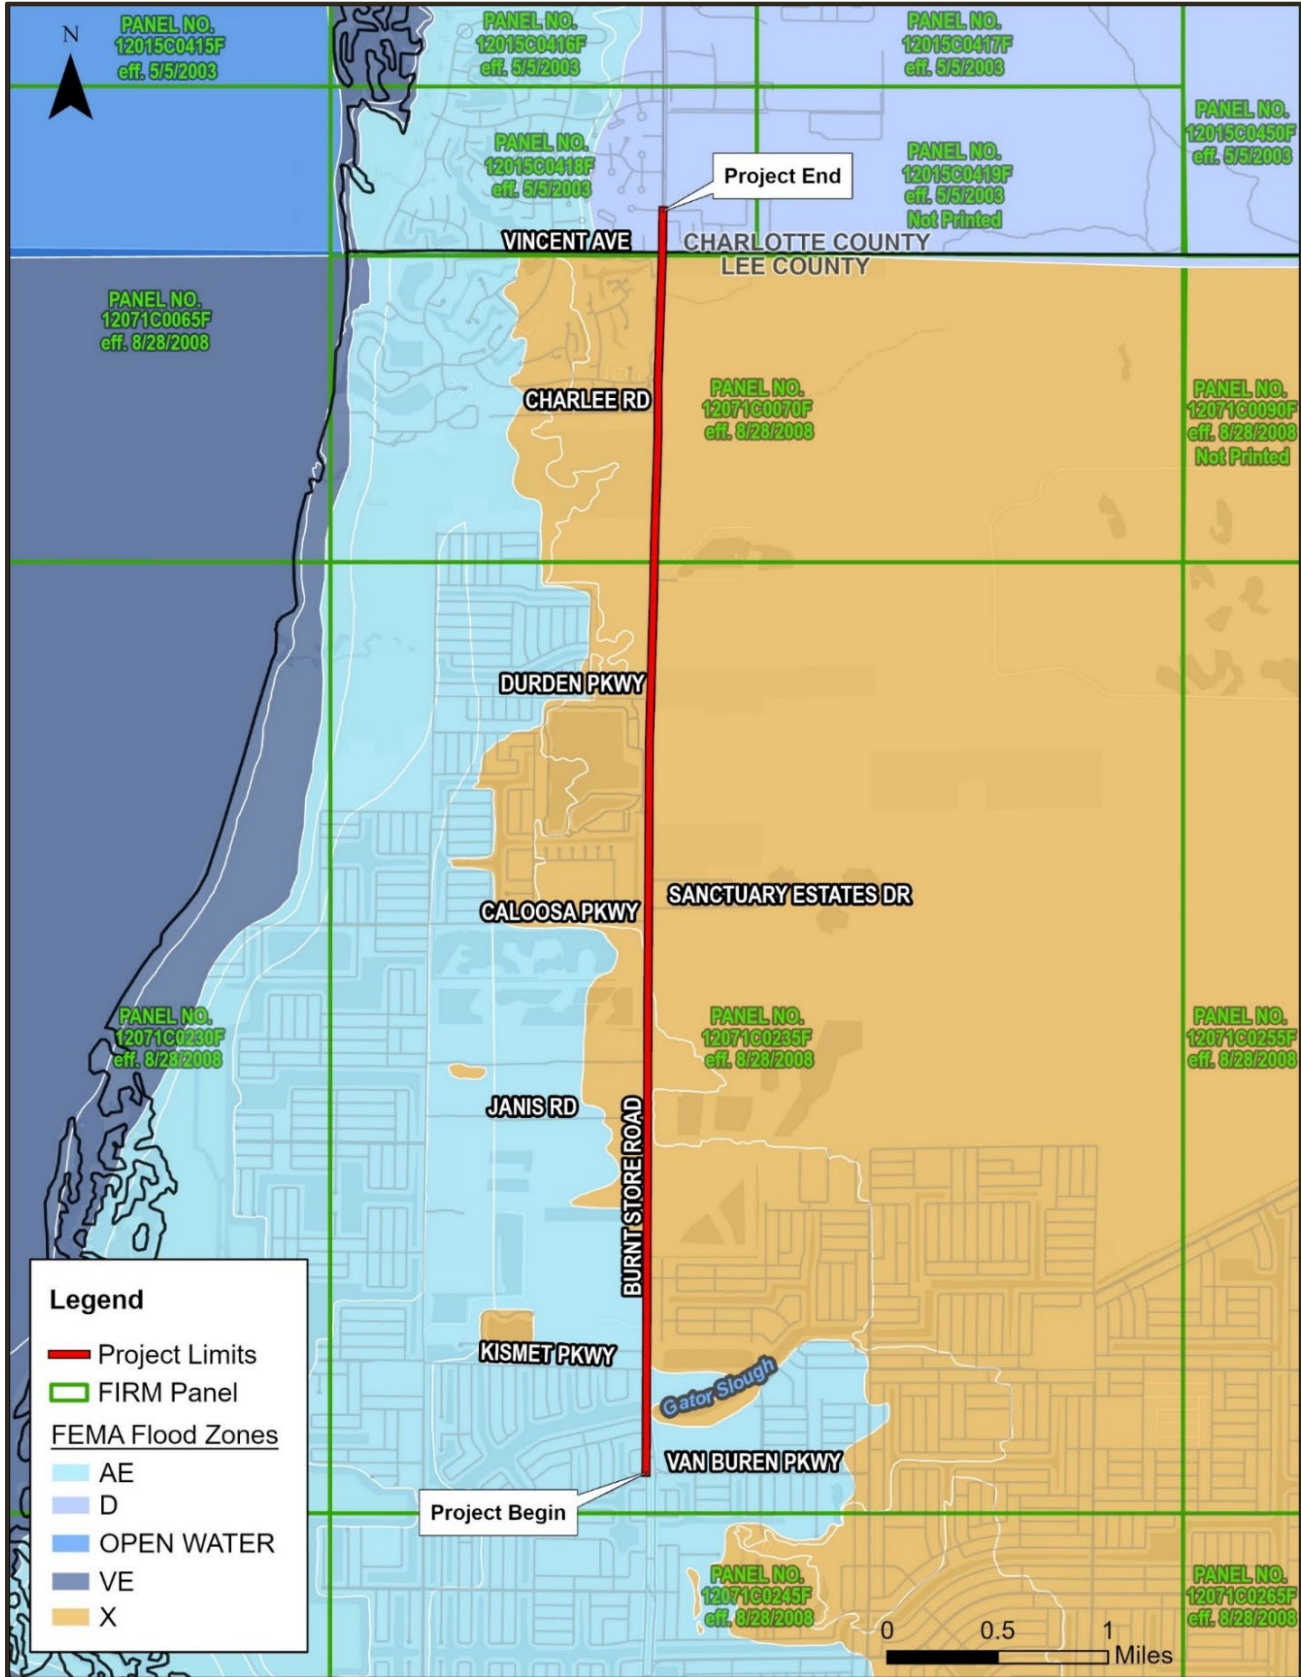 N
PANEL NO.
12015C0415F
eff. 5/5/2003
PANEL NO.
12015C0416F
eff. 5/5/2003
PANEL NO.
12015C0417F
eff. 5/5/2003
PANEL NO.
12015C0450F
eff. 5/5/2003
PANEL NO.
12015C0418F
eff. 5/5/2003
PANEL NO.
12015C0419F
eff. 5/5/2003
Not Printed
Project End
VINCENT AVE
CHARLOTTE COUNTY
LEE COUNTY
PANEL NO.
12071C0065F
eff. 8/28/2008
CHARLEE RD
PANEL NO.
12071C0070F
eff. 8/28/2008
PANEL NO.
12071C0090F
eff. 8/28/2008
Not Printed
DURDEN PKWY
SANCTUARY ESTATES DR
CALOOSA PKWY
PANEL NO.
12071C0230F
eff. 8/28/2008
PANEL NO.
12071C0235F
eff. 8/28/2008
PANEL NO.
12071C0255F
eff. 8/28/2008
JANIS RD
BURNT STORE ROAD
KISMET PKWY
Gator Slough
VAN BUREN PKWY
Project Begin
PANEL NO.
12071C0245F
eff. 8/28/2008
PANEL NO.
12071C0265F
eff. 8/28/2008
Legend
Project Limits
FIRM Panel
FEMA Flood Zones
AE
D
OPEN WATER
VE
X
0 0.5 1
Miles